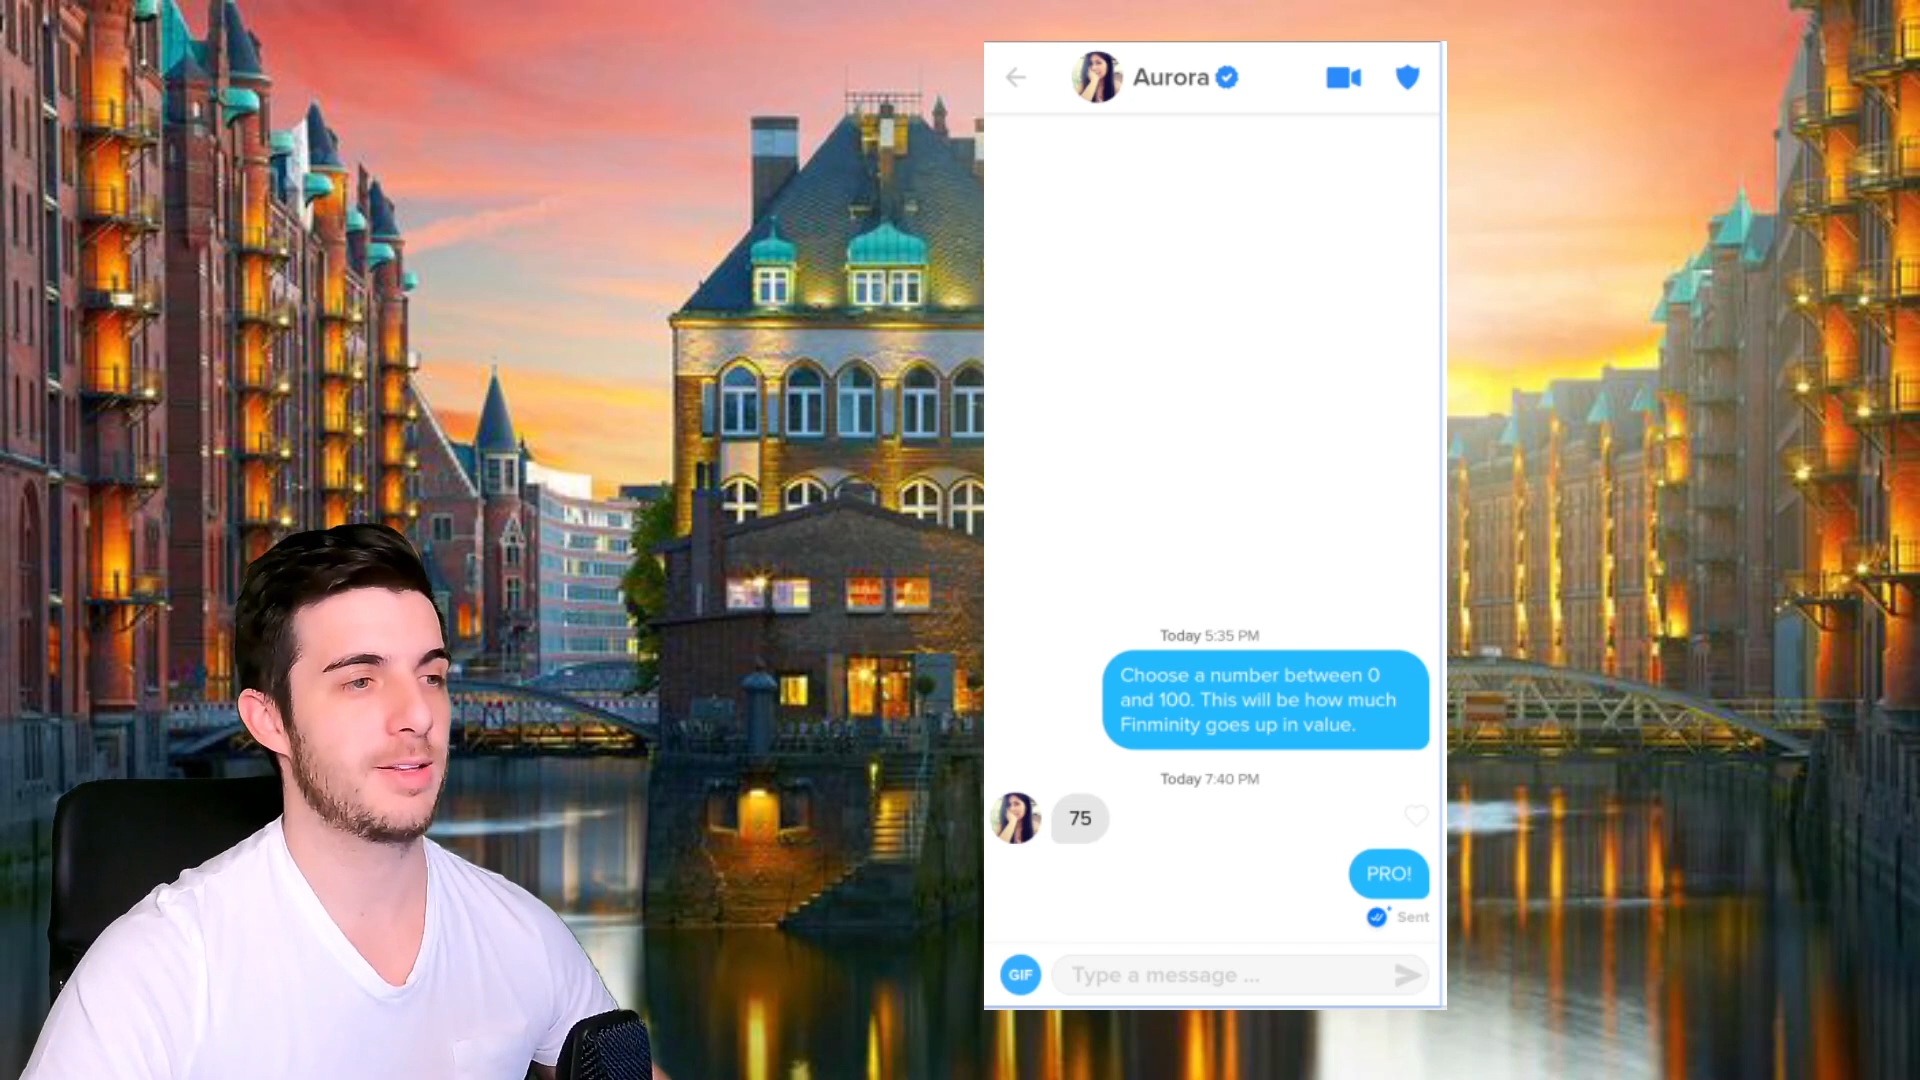 Aurora
Today 5:35 PM
Choose a number between 0
and 100. This will be how much
Finminity goes up in value.
Today 7:40 PM
75
PRO!
Sent
GIF
Type a message ...